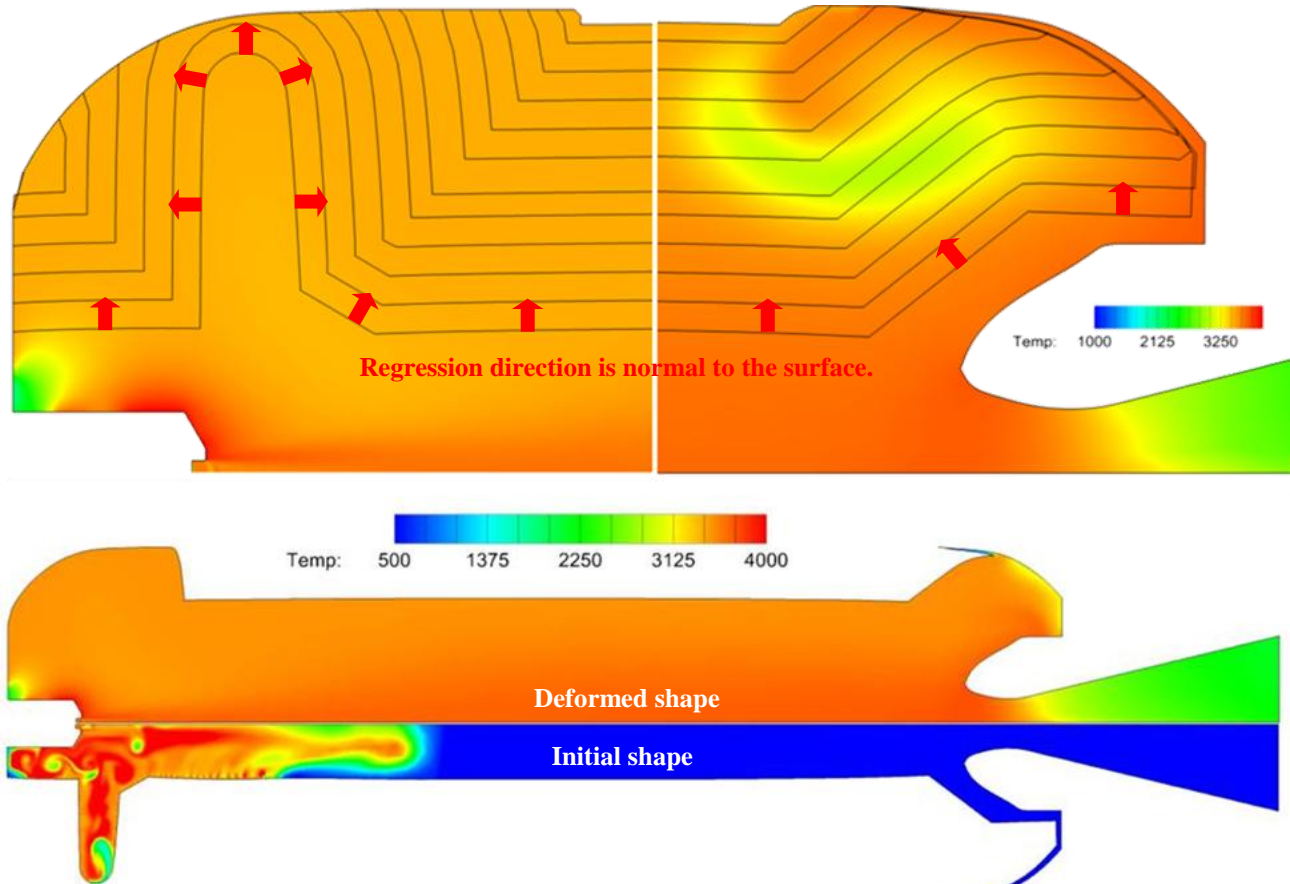 Regression direction is normal to the surface.
Temp: 1000 2125 3250
Temp: 500 1375 2250 3125 4000
Deformed shape
Initial shape